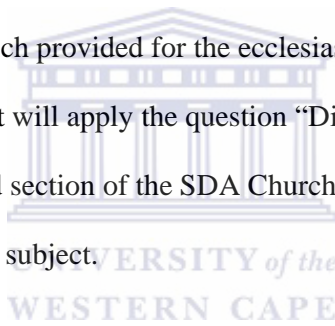 ch provided for the ecclesias
t will apply the question “Di
l section of the SDA Church
subject.
UNIVERSITY of the
WESTERN CAPE